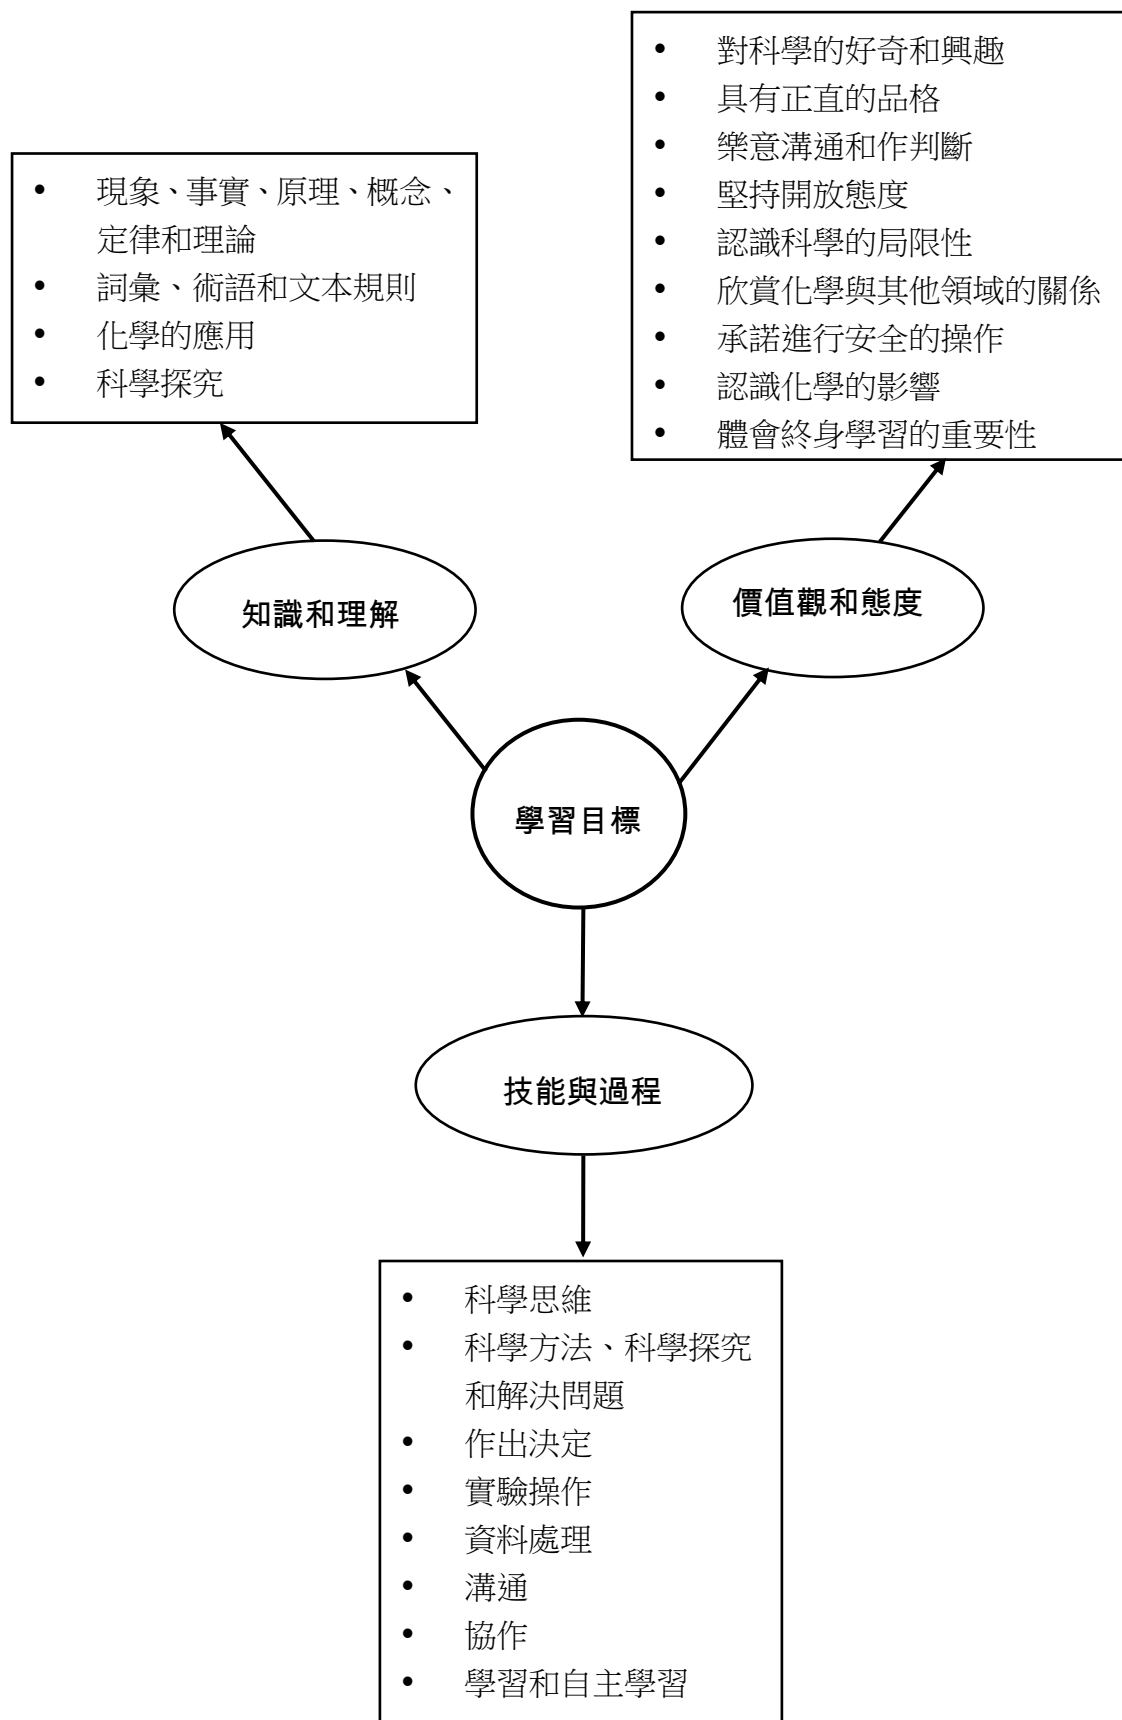 • 對科學的好奇和興趣
• 具有正直的品格
• 樂意溝通和作判斷
• 堅持開放態度
• 認識科學的局限性
• 欣賞化學與其他領域的關係
• 承諾進行安全的操作
• 認識化學的影響
• 體會終身學習的重要性
• 現象、事實、原理、概念、
定律和理論
• 詞彙、術語和文本規則
• 化學的應用
• 科學探究
知識和理解
價值觀和態度
學習目標
技能與過程
• 科學思維
• 科學方法、科學探究
和解決問題
• 作出決定
• 實驗操作
• 資料處理
• 溝通
• 協作
• 學習和自主學習